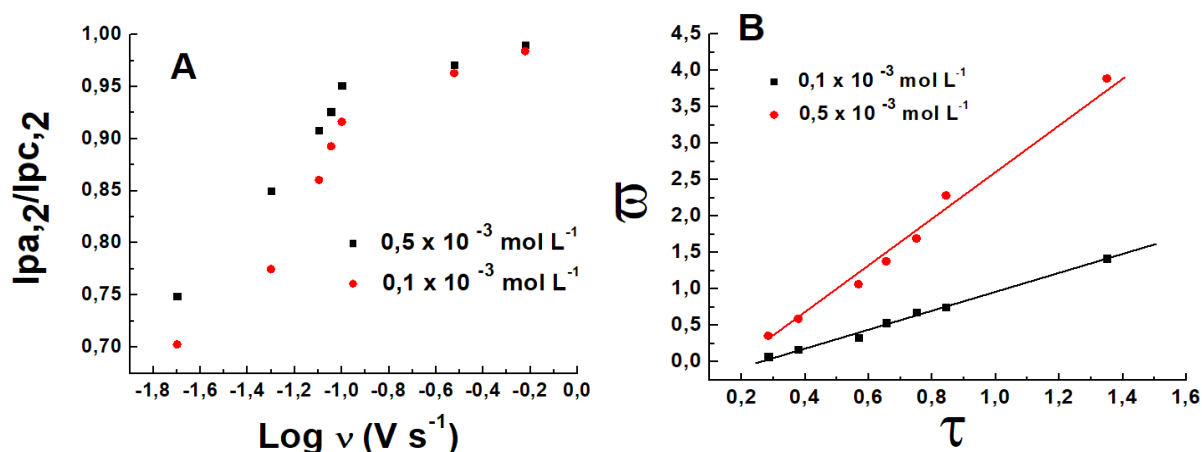 A
1,00
0,95
0,90
0,85
0,80
0,75
0,70
Ipa,2/Ipc,2
0,5 x 10 -3 mol L-1
0,1 x 10 -3 mol L-1
-1,8 -1,6 -1,4 -1,2 -1,0 -0,8 -0,6 -0,4 -0,2 0,0
Log ν (V s-1)
B
4,5
4,0
3,5
3,0
2,5
2,0
1,5
1,0
0,5
0,0
ϖ
0,1 x 10 -3 mol L-1
0,5 x 10 -3 mol L-1
0,2 0,4 0,6 0,8 1,0 1,2 1,4 1,6
τ